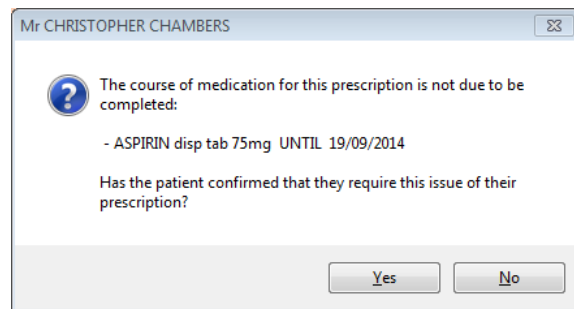 Mr CHRISTOPHER CHAMBERS
The course of medication for this prescription is not due to be
completed:
- ASPIRIN disp tab 75mg UNTIL 19/09/2014
Has the patient confirmed that they require this issue of their
prescription?
Yes No